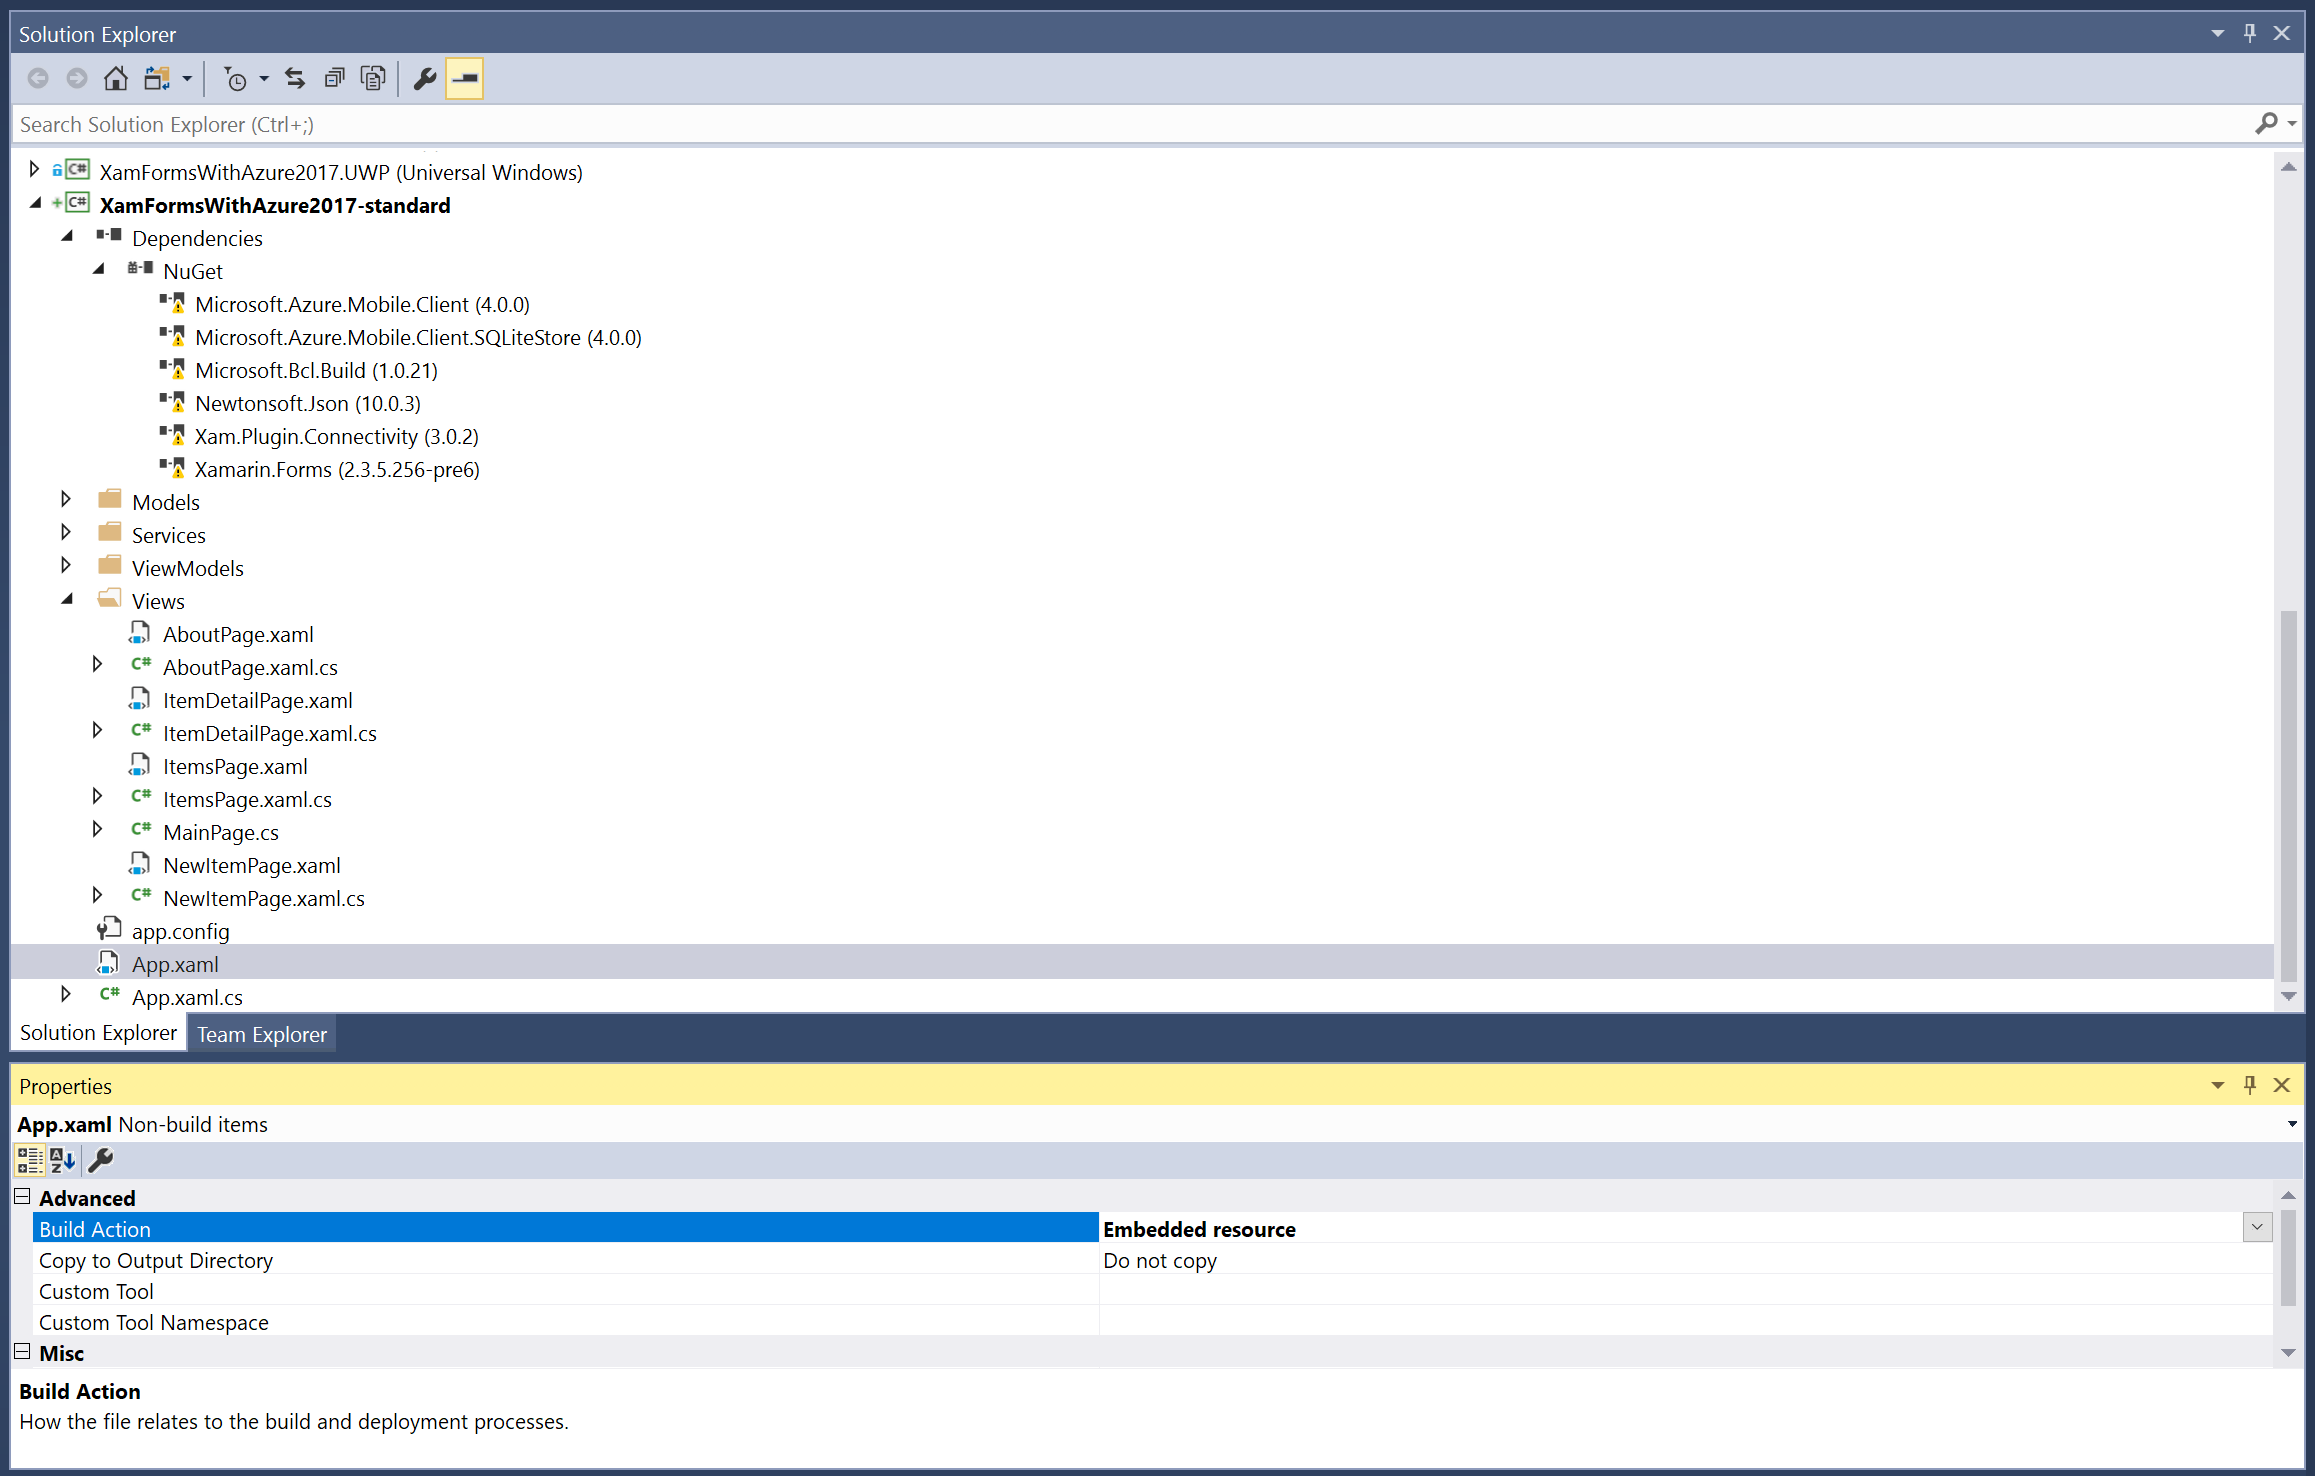 Solution Explorer
Search Solution Explorer (Ctrl+;)
C# XamFormsWithAzure2017.UWP (Universal Windows)
C# XamFormsWithAzure2017-standard
Dependencies
NuGet
Microsoft.Azure.Mobile.Client (4.0.0)
Microsoft.Azure.Mobile.Client.SQLiteStore (4.0.0)
Microsoft.Bcl.Build (1.0.21)
Newtonsoft.Json (10.0.3)
Xam.Plugin.Connectivity (3.0.2)
Xamarin.Forms (2.3.5.256-pre6)
Models
Services
ViewModels
Views
AboutPage.xaml
C# AboutPage.xaml.cs
ItemDetailPage.xaml
C# ItemDetailPage.xaml.cs
ItemsPage.xaml
C# ItemsPage.xaml.cs
C# MainPage.cs
NewItemPage.xaml
C# NewItemPage.xaml.cs
app.config
App.xaml
C# App.xaml.cs
Solution Explorer Team Explorer
Properties
App.xaml Non-build items
Advanced
Build Action Embedded resource
Copy to Output Directory Do not copy
Custom Tool
Custom Tool Namespace
Misc
Build Action
How the file relates to the build and deployment processes.